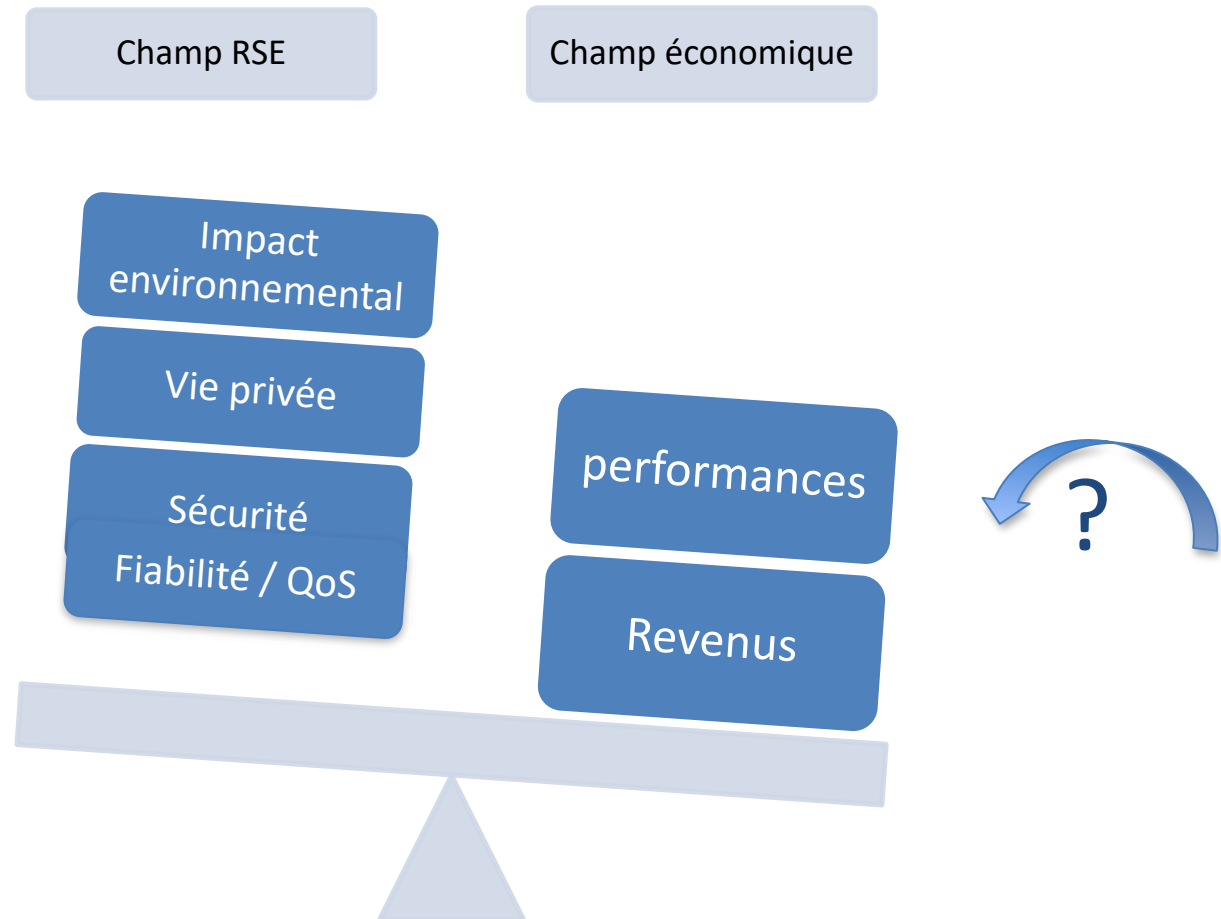 Champ RSE
Champ économique
Impact
environnemental
Vie privée
Sécurité
Fiabilité / QoS
performances
Revenus
?